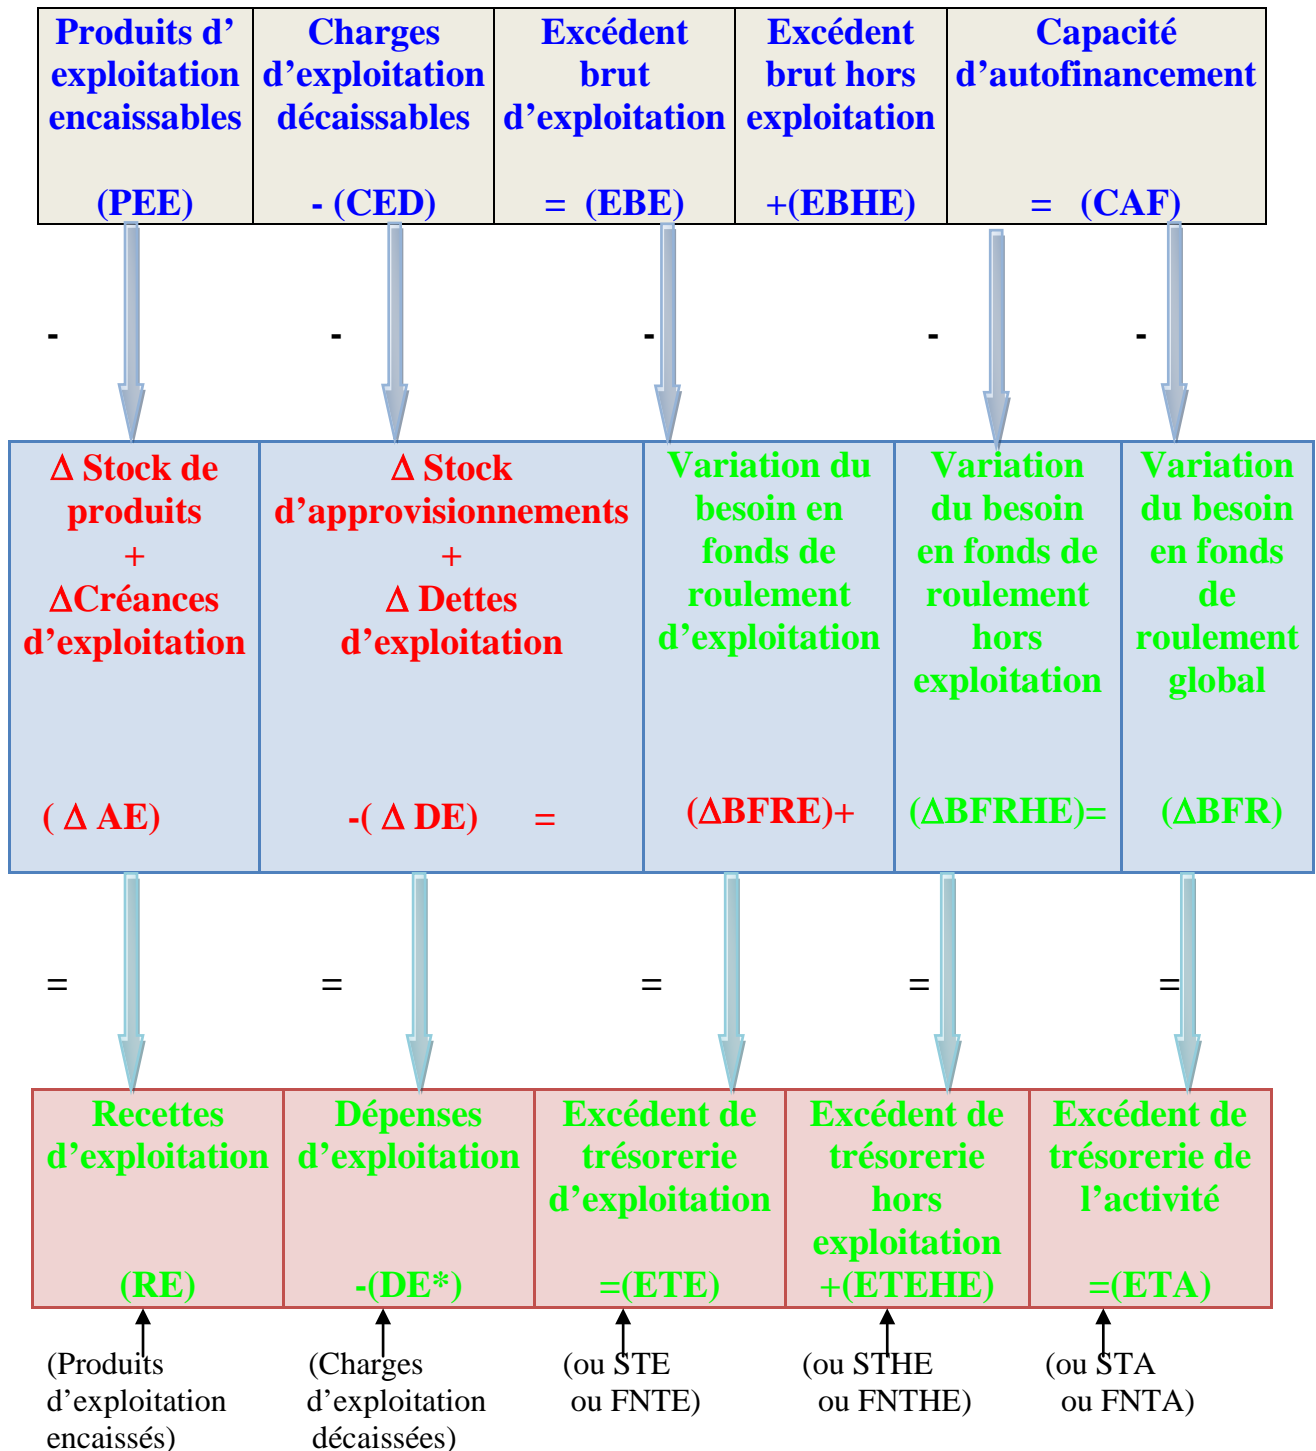 Produits d’
exploitation
encaissables
(PEE)
Charges
d’exploitation
décaissables
- (CED)
Excédent
brut
d’exploitation
= (EBE)
Excédent
brut hors
exploitation
+(EBHE)
Capacité
d’autofinancement
= (CAF)
- - - - -
Δ Stock de
produits
+
ΔCréances
d’exploitation
( Δ AE)
Δ Stock
d’approvisionnements
+
Δ Dettes
d’exploitation
-( Δ DE) =
Variation du
besoin en
fonds de
roulement
d’exploitation
(ΔBFRE)+
Variation
du besoin
en fonds de
roulement
hors
exploitation
(ΔBFRHE)=
Variation
du besoin
en fonds
de
roulement
global
(ΔBFR)
= = = = =
Recettes
d’exploitation
(RE)
Dépenses
d’exploitation
-(DE*)
Excédent de
trésorerie
d’exploitation
=(ETE)
Excédent de
trésorerie
hors
exploitation
+(ETEHE)
Excédent de
trésorerie de
l’activité
=(ETA)
(Produits
d’exploitation
encaissés)
(Charges
d’exploitation
décaissées)
(ou STE
ou FNTE)
(ou STHE
ou FNTHE)
(ou STA
ou FNTA)